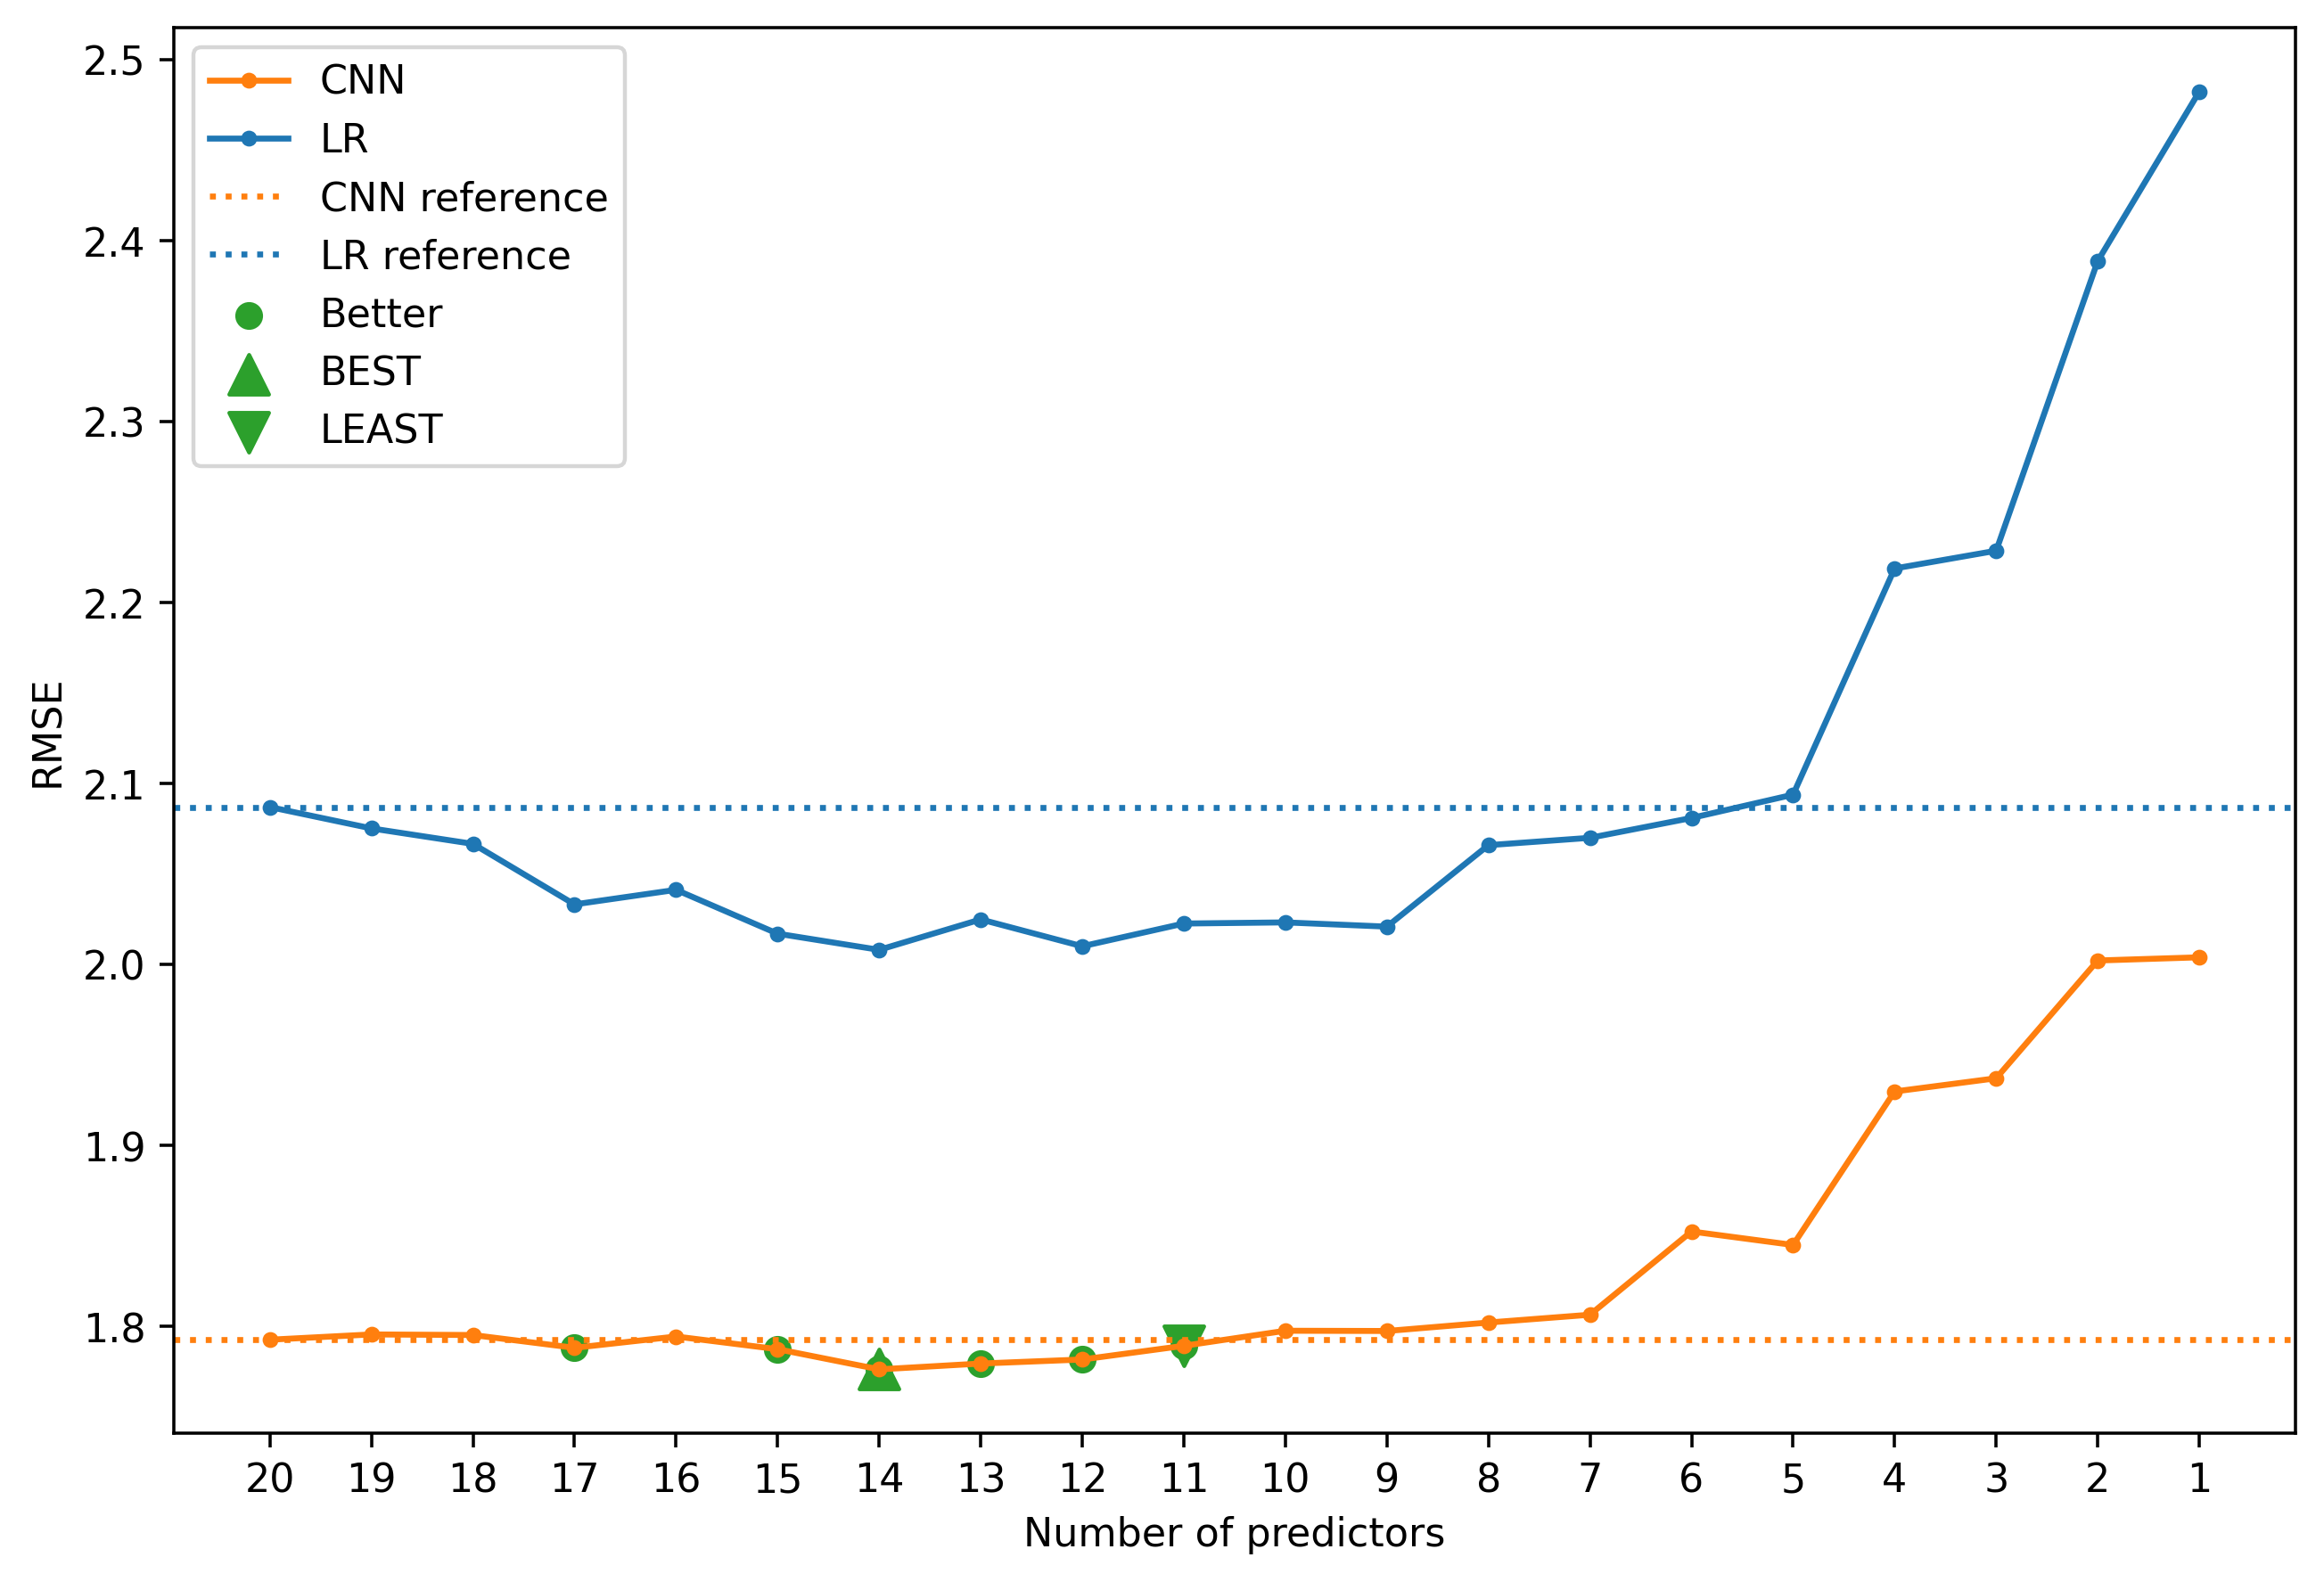 CNN
LR
CNN reference
LR reference
Better
BEST
LEAST
2.5
2.4
2.3
2.2
2.1
2.0
1.9
1.8
RMSE
20 19 18 17 16 15 14 13 12 11 10 9 8 7 6 5 4 3 2 1
Number of predictors